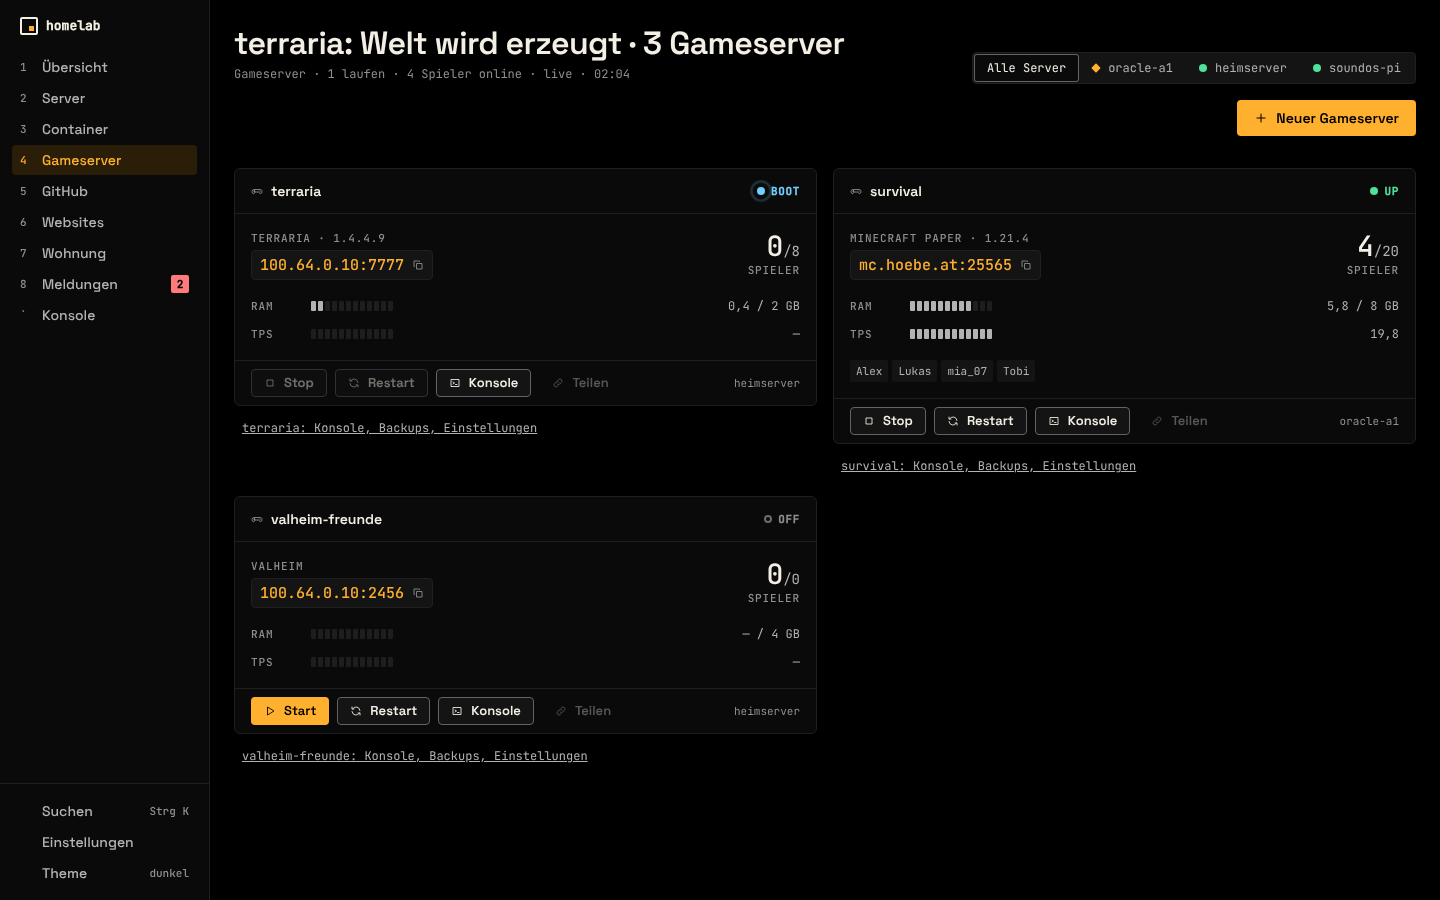 homelab
1 Übersicht
2 Server
3 Container
4 Gameserver
5 GitHub
6 Websites
7 Wohnung
8 Meldungen 2
` Konsole
Suchen Strg K
Einstellungen
Theme dunkel
terraria: Welt wird erzeugt · 3 Gameserver
Gameserver · 1 laufen · 4 Spieler online · live · 02:04
Alle Server oracle-a1 heimserver soundos-pi
+ Neuer Gameserver
terraria BOOT
TERRARIA · 1.4.4.9
100.64.0.10:7777
0/8
SPIELER
RAM 0,4 / 2 GB
TPS —
Stop Restart Konsole Teilen heimserver
terraria: Konsole, Backups, Einstellungen
survival UP
MINECRAFT PAPER · 1.21.4
mc.hoebe.at:25565
4/20
SPIELER
RAM 5,8 / 8 GB
TPS 19,8
Alex Lukas mia_07 Tobi
Stop Restart Konsole Teilen oracle-a1
survival: Konsole, Backups, Einstellungen
valheim-freunde OFF
VALHEIM
100.64.0.10:2456
0/0
SPIELER
RAM — / 4 GB
TPS —
Start Restart Konsole Teilen heimserver
valheim-freunde: Konsole, Backups, Einstellungen